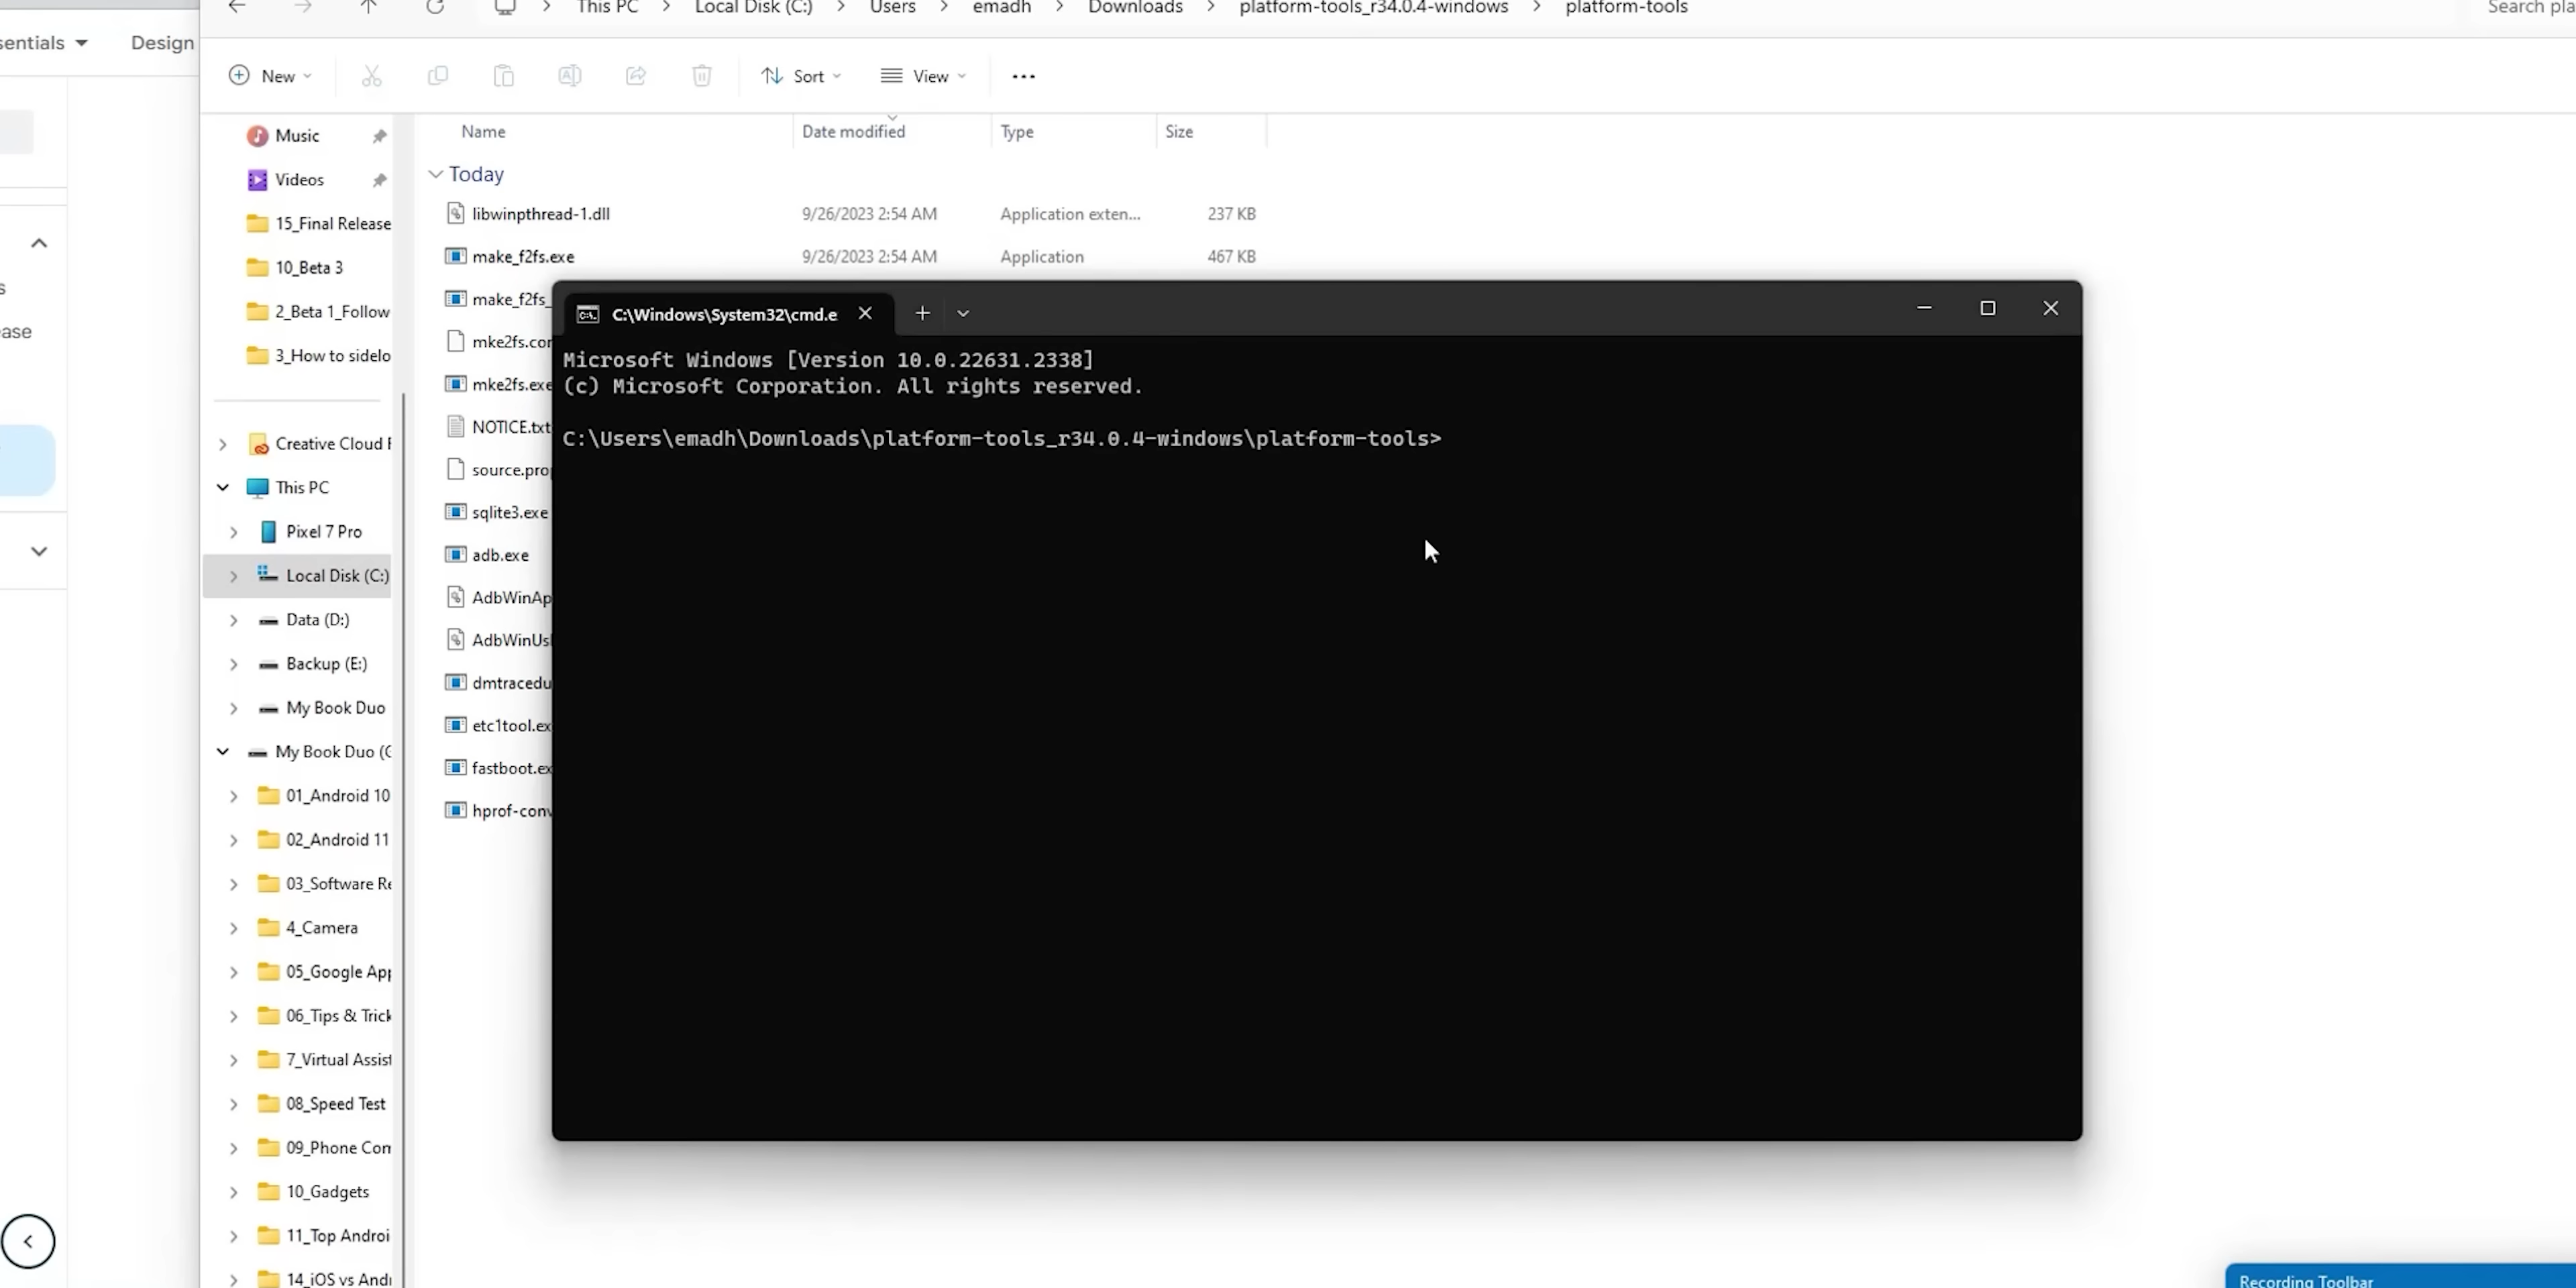 This PC > Local Disk (C:) > Users > emadh > Downloads > platform-tools_r34.0.4-windows > platform-tools
Search pla
sentials
Design
New
Sort
View
...
Name
Date modified
Type
Size
Music
Videos
15_Final Release
10_Beta 3
2_Beta 1_Follow
3_How to sidelo
Creative Cloud F
This PC
Pixel 7 Pro
Local Disk (C:)
Data (D:)
Backup (E:)
My Book Duo
My Book Duo (G
01_Android 10
02_Android 11
03_Software Re
4_Camera
05_Google App
06_Tips & Trick
7_Virtual Assist
08_Speed Test
09_Phone Com
10_Gadgets
11_Top Androi
14_iOS vs Andr
s
ease
Today
libwinpthread-1.dll 9/26/2023 2:54 AM Application exten... 237 KB
make_f2fs.exe 9/26/2023 2:54 AM Application 467 KB
make_f2fs_
mke2fs.con
mke2fs.exe
NOTICE.txt
source.prop
sqlite3.exe
adb.exe
AdbWinAp
AdbWinUs
dmtracedu
etc1tool.ex
fastboot.ex
hprof-conv
C:\Windows\System32\cmd.e
Microsoft Windows [Version 10.0.22631.2338]
(c) Microsoft Corporation. All rights reserved.
C:\Users\emadh\Downloads\platform-tools_r34.0.4-windows\platform-tools>
Recording Toolbar